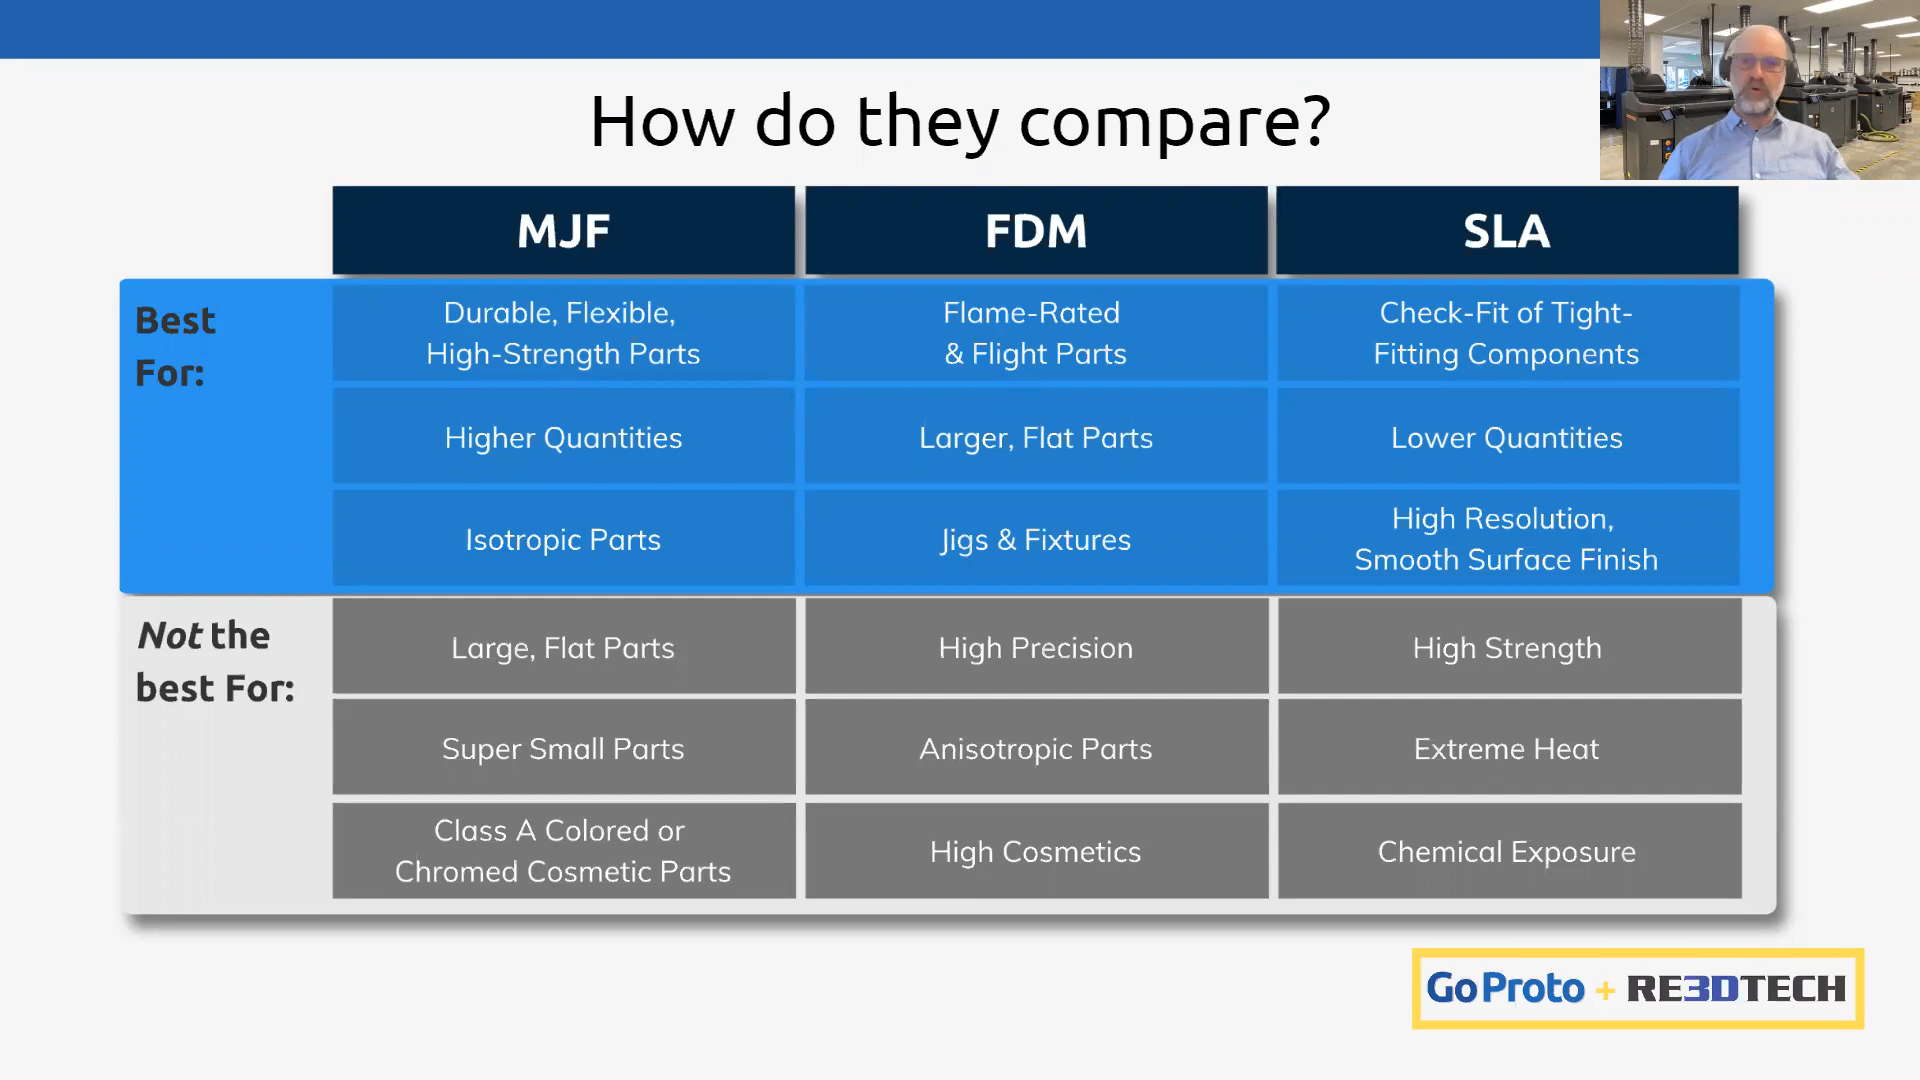 How do they compare?
MJF
FDM
SLA
Best
For:
Durable, Flexible,
High-Strength Parts
Flame-Rated
& Flight Parts
Check-Fit of Tight-
Fitting Components
Higher Quantities
Larger, Flat Parts
Lower Quantities
Isotropic Parts
Jigs & Fixtures
High Resolution,
Smooth Surface Finish
Not the
best For:
Large, Flat Parts
High Precision
High Strength
Super Small Parts
Anisotropic Parts
Extreme Heat
Class A Colored or
Chromed Cosmetic Parts
High Cosmetics
Chemical Exposure
GoProto + RE3DTECH